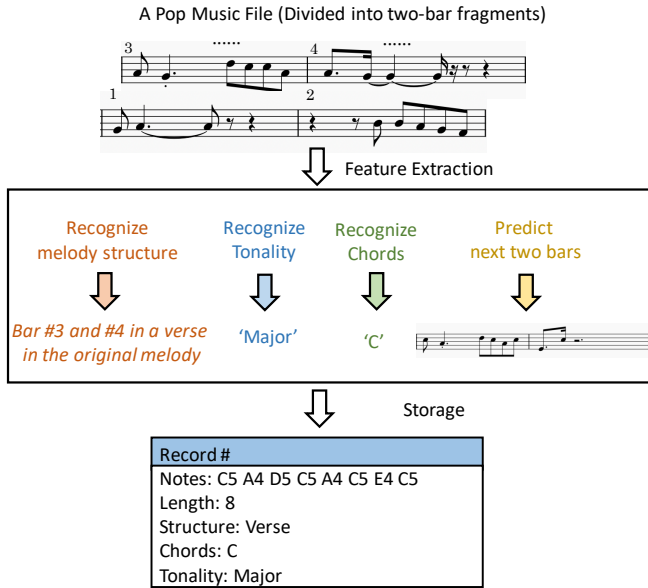 A Pop Music File (Divided into two-bar fragments)
......
......
3
4
1
2
Feature Extraction
Recognize
melody structure
Recognize
Tonality
Recognize
Chords
Predict
next two bars
Bar #3 and #4 in a verse
in the original melody
‘Major’
‘C’
Storage
Record #
Notes: C5 A4 D5 C5 A4 C5 E4 C5
Length: 8
Structure: Verse
Chords: C
Tonality: Major